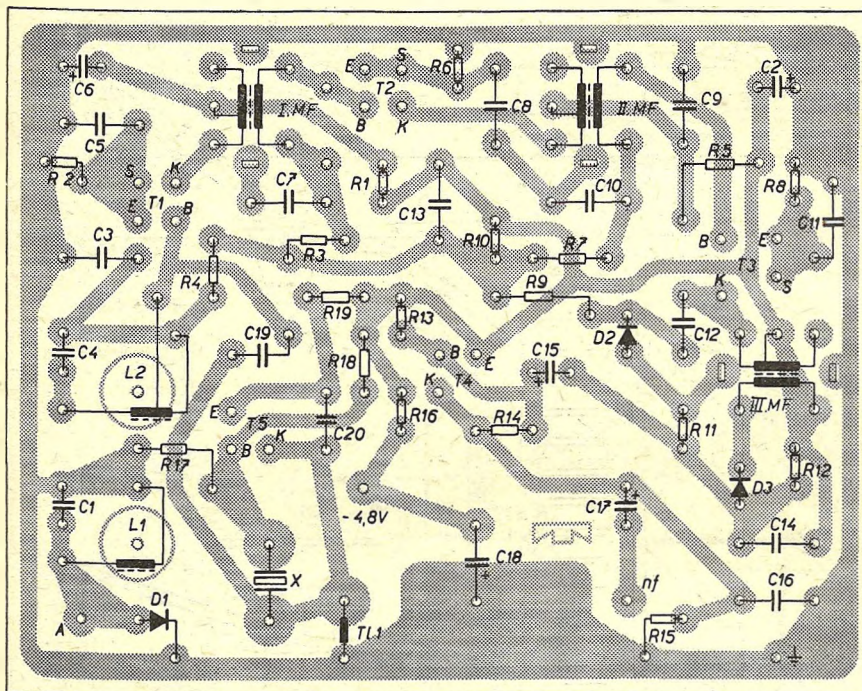 C6
E
S
T2
R6
C2
C5
I.MF
B
K
C8
II.MF
C9
R2
S
K
R5
R8
T1
C7
R1
C13
C10
C11
E
B
R10
B
E
C3
R4
R3
R7
T3
S
R19
R9
K
R13
D2
C12
C4
C19
R18
B
E
C15
L2
K
T4
III.MF
E
R16
T5
C20
R14
R11
B
K
R17
R12
D3
C1
-4,8V
C17
L1
C14
C18
X
nf
C16
A
D1
Tl.1
R15